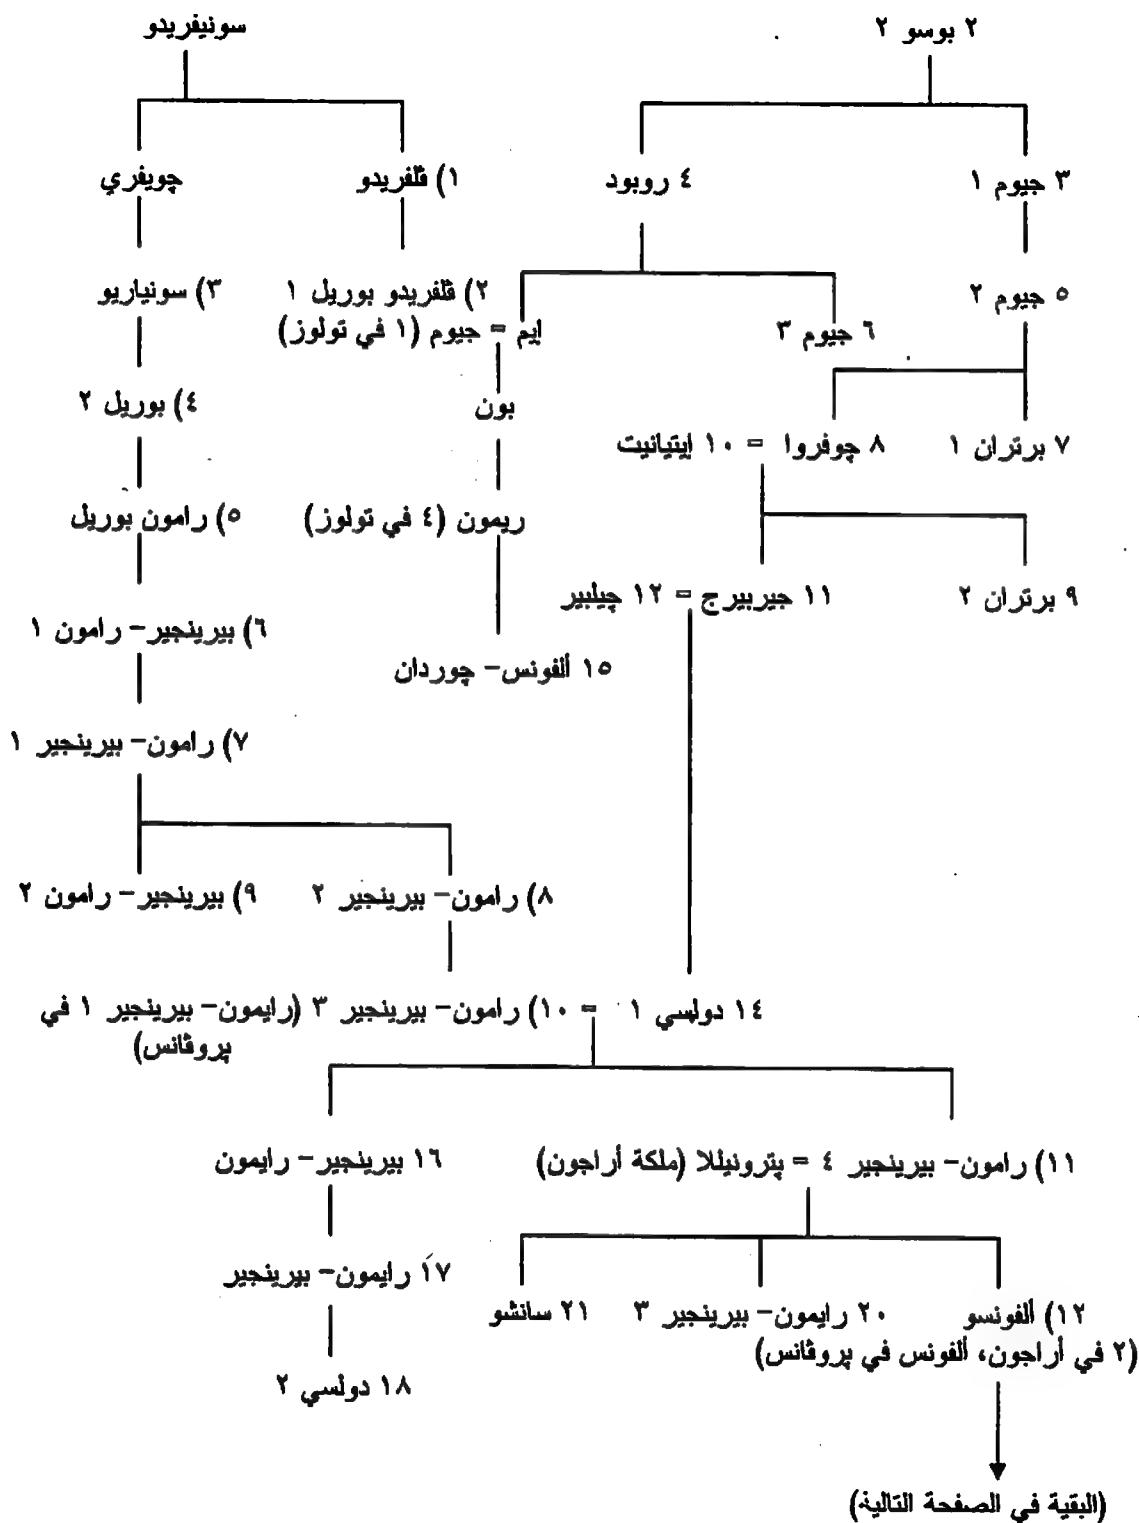 ٢ بوسو ٢
سونيفريدو
٣ جيوم ١
٤ روبود
١) ڤلفريدو
چويفري
٥ جيوم ٢
٦ جيوم ٣
٢) ڤلفريدو بوريل ١
٣) سونياريو
إيم = جيوم (١ في تولوز)
٧ برتران ١
٨ چوفروا = ١٠ إيتيانيت
بون
٤) بوريل ٢
ريمون (٤ في تولوز)
٥) رامون بوريل
٩ برتران ٢
١١ جيربيرج = ١٢ چيلبير
٦) بيرينجير– رامون ١
١٥ ألفونس– چوردان
٧) رامون– بيرينجير ١
٨) رامون– بيرينجير ٢
٩) بيرينجير– رامون ٢
١٤ دولسي ١ = ١٠) رامون– بيرينجير ٣ (رايمون– بيرينجير ١ في
پروڤانس)
١١) رامون– بيرينجير ٤ = پترونيللا (ملكة أراجون)
١٦ بيرينجير– رايمون
١٧ رايمون– بيرينجير
١٢) ألفونسو
٢٠ رايمون– بيرينجير ٣
٢١ سانشو
(٢ في أراجون، ألفونس في پروڤانس)
١٨ دولسي ٢
(البقية في الصفحة التالية)